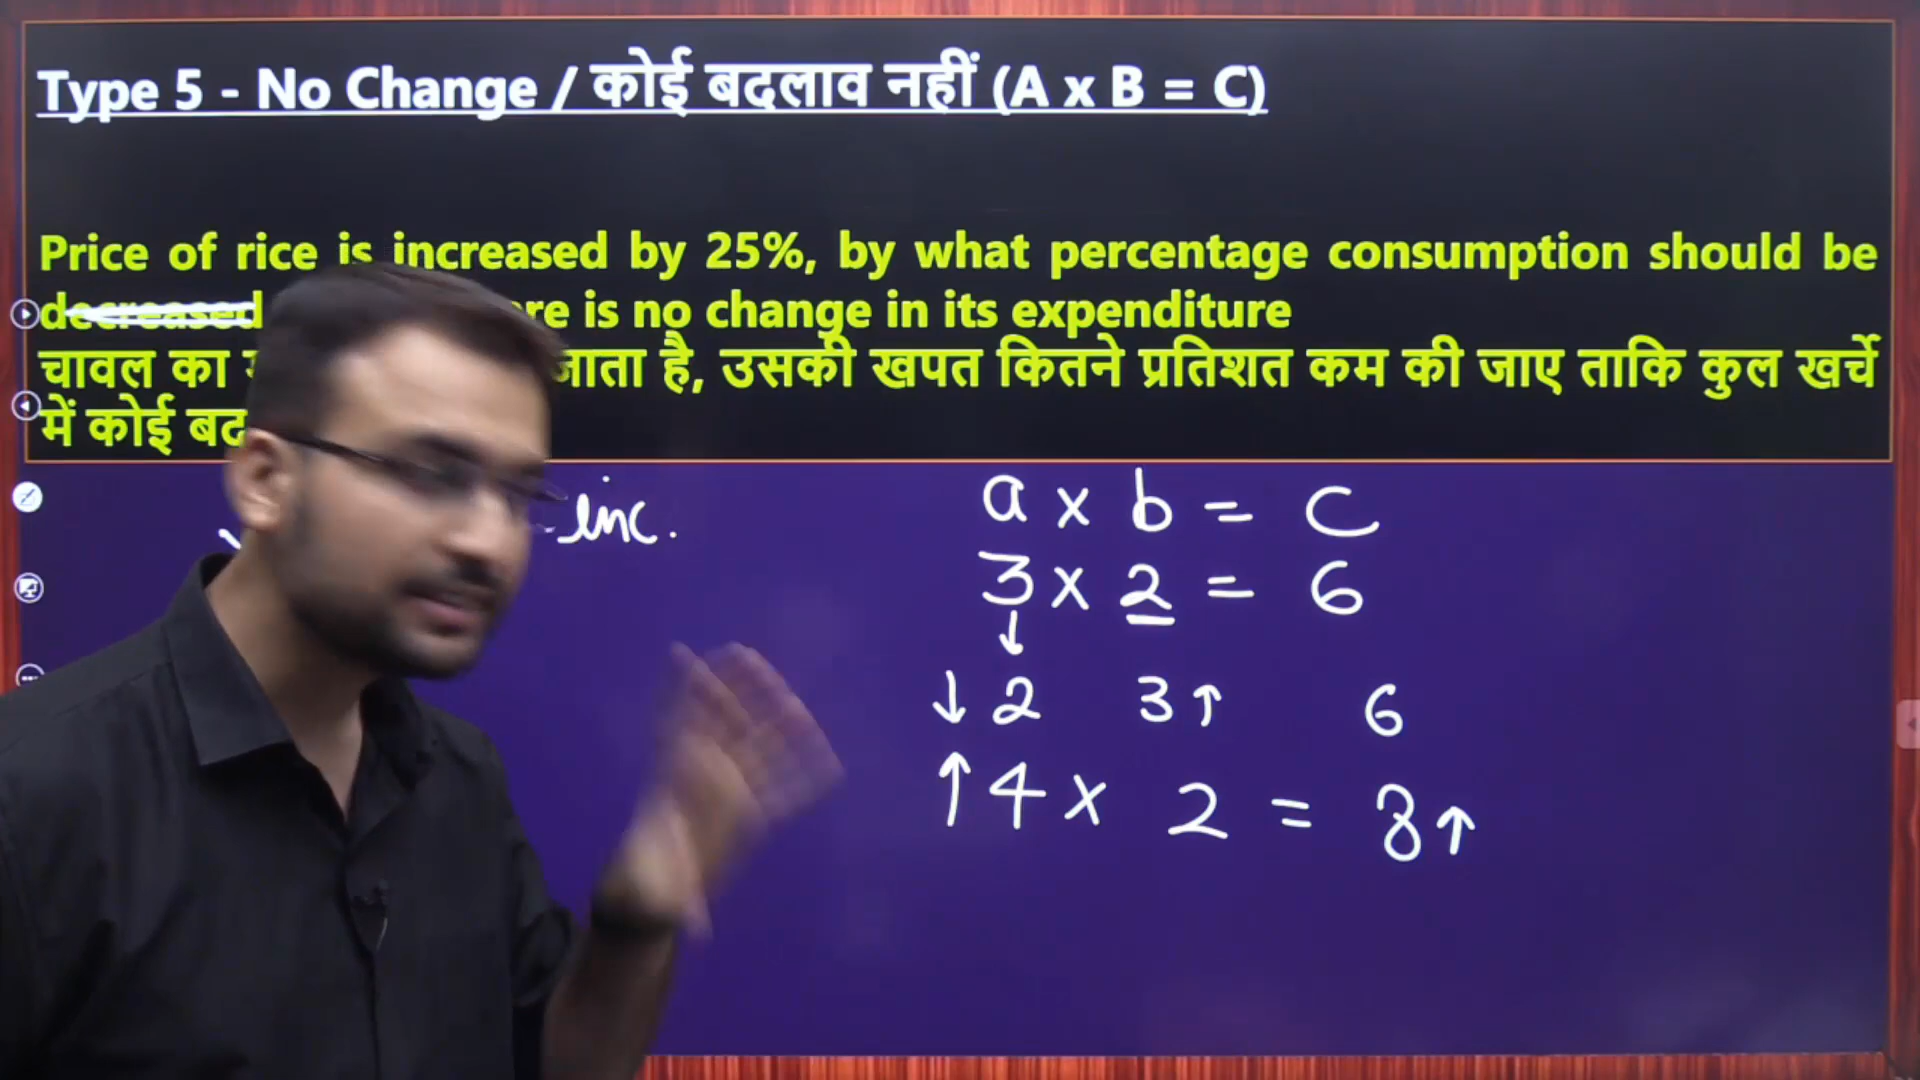 Type 5 - No Change / कोई बदलाव नहीं (A x B = C)
Price of rice is increased by 25%, by what percentage consumption should be
decreased re is no change in its expenditure
चावल का जाता है, उसकी खपत कितने प्रतिशत कम की जाए ताकि कुल खर्चे
में कोई बद
inc.
a x b = c
3 x 2 = 6
↓
↓ 2 3 ↑ 6
↑ 4 x 2 = 8 ↑